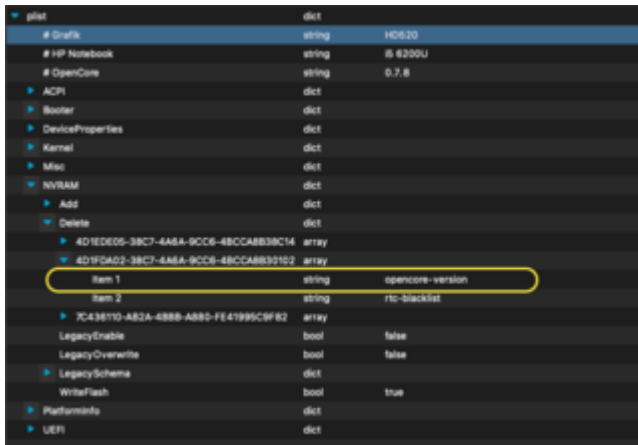 plist dict
# Grafik string HD520
# HP Notebook string i5 6200U
# OpenCore string 0.7.8
ACPI dict
Booter dict
DeviceProperties dict
Kernel dict
Misc dict
NVRAM dict
Add dict
Delete dict
4D1EDE05-38C7-4A6A-9CC6-4BCCA8B38C14 array
4D1FDA02-38C7-4A6A-9CC6-4BCCA8B30102 array
Item 1 string opencore-version
Item 2 string rtc-blacklist
7C436110-AB2A-4BBB-A880-FE41995C9F82 array
LegacyEnable bool false
LegacyOverwrite bool false
LegacySchema dict
WriteFlash bool true
PlatformInfo dict
UEFI dict